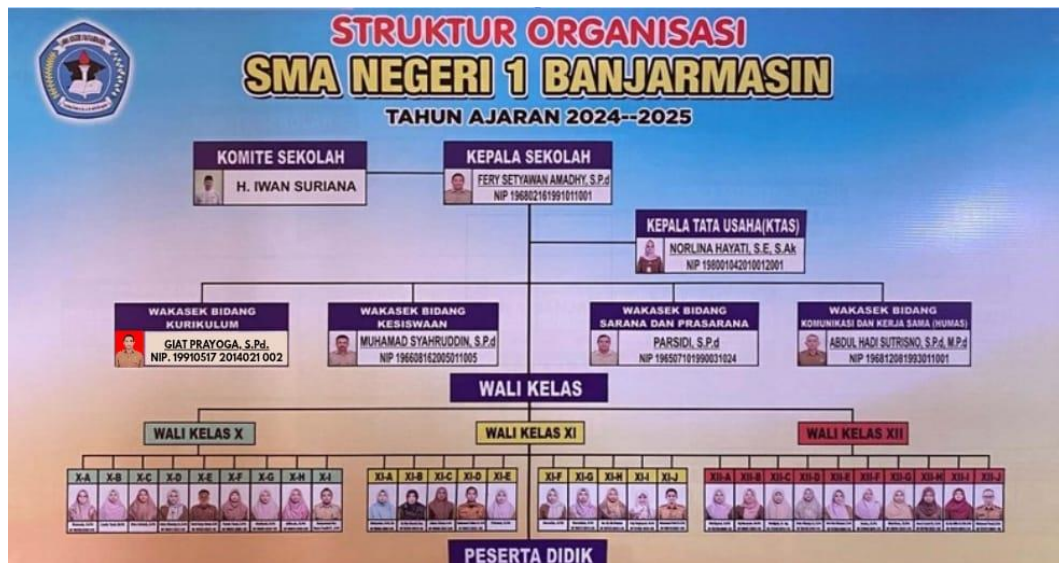 STRUKTUR ORGANISASI
SMA NEGERI 1 BANJARMASIN
TAHUN AJARAN 2024--2025
KOMITE SEKOLAH
H. IWAN SURIANA
KEPALA SEKOLAH
FERY SETYAWAN AMADHY, S.Pd
NIP 196802161991011001
KEPALA TATA USAHA(KTAS)
NORLINA HAYATI, S.E, S.Ak
NIP 198001042010012001
WAKASEK BIDANG
KURIKULUM
GIAT PRAYOGA, S.Pd.
NIP. 19910517 2014021 002
WAKASEK BIDANG
KESISWAAN
MUHAMAD SYAHRUDDIN, S.P.d
NIP 196608162005011005
WAKASEK BIDANG
SARANA DAN PRASARANA
PARSIDI, S.P.d
NIP 196507101990031024
WAKASEK BIDANG
KOMUNIKASI DAN KERJA SAMA (HUMAS)
ABDUL HADI SUTRISNO, S.P.d, M.P.d
NIP 196812081993011001
WALI KELAS
WALI KELAS X
WALI KELAS XI
WALI KELAS XII
X-A X-B X-C X-D X-E X-F X-G X-H X-I
XI-A XI-B XI-C XI-D XI-E
XI-F XI-G XI-H XI-I XI-J
XII-A XII-B XII-C XII-D XII-E XII-F XII-G XII-H XII-I XII-J
PESERTA DIDIK